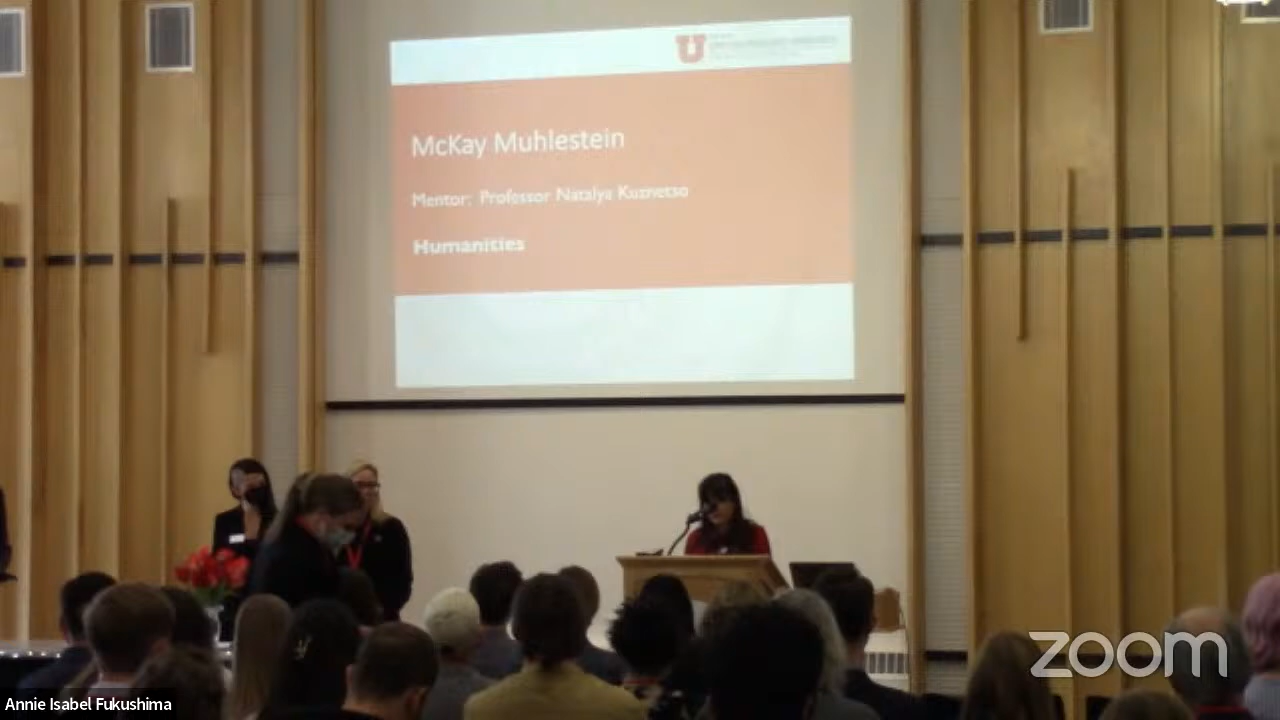 McKay Muhlestein
Mentor: Professor Natalya Kuznetso
Humanities
zoom
Annie Isabel Fukushima